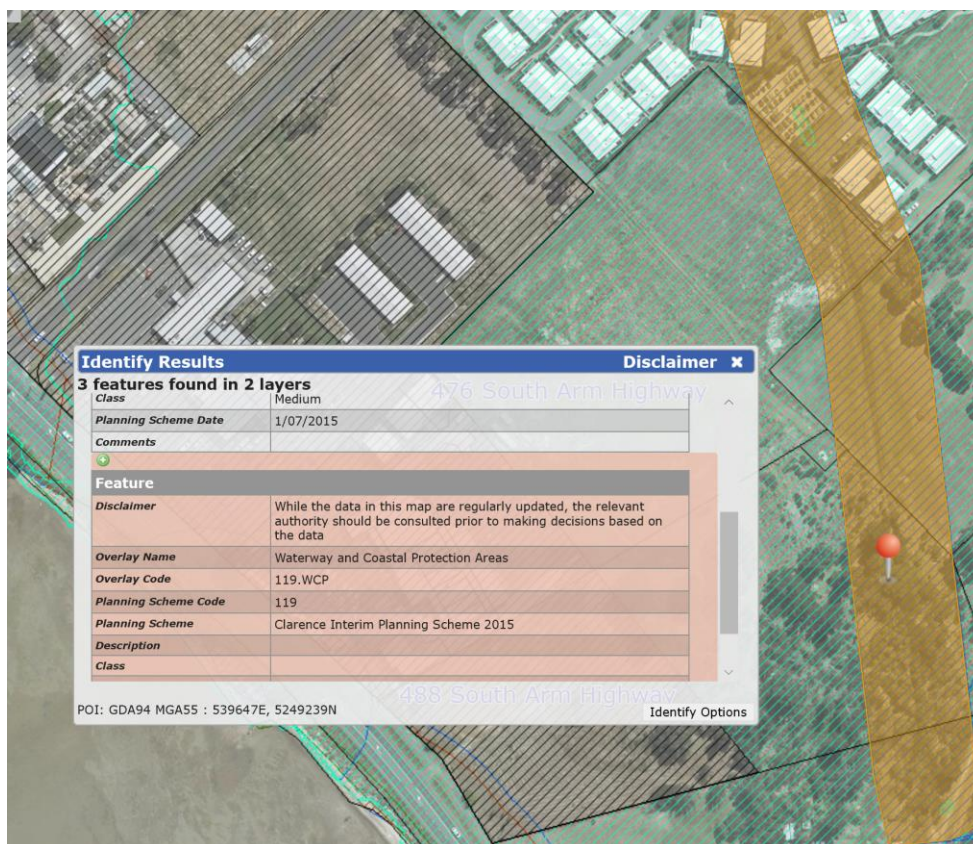 Identify Results Disclaimer ×
3 features found in 2 layers
476 South Arm Highway
Class Medium
Planning Scheme Date 1/07/2015
Comments
Feature
Disclaimer While the data in this map are regularly updated, the relevant
authority should be consulted prior to making decisions based on
the data
Overlay Name Waterway and Coastal Protection Areas
Overlay Code 119.WCP
Planning Scheme Code 119
Planning Scheme Clarence Interim Planning Scheme 2015
Description
Class
488 South Arm Highway
POI: GDA94 MGA55 : 539647E, 5249239N
Identify Options